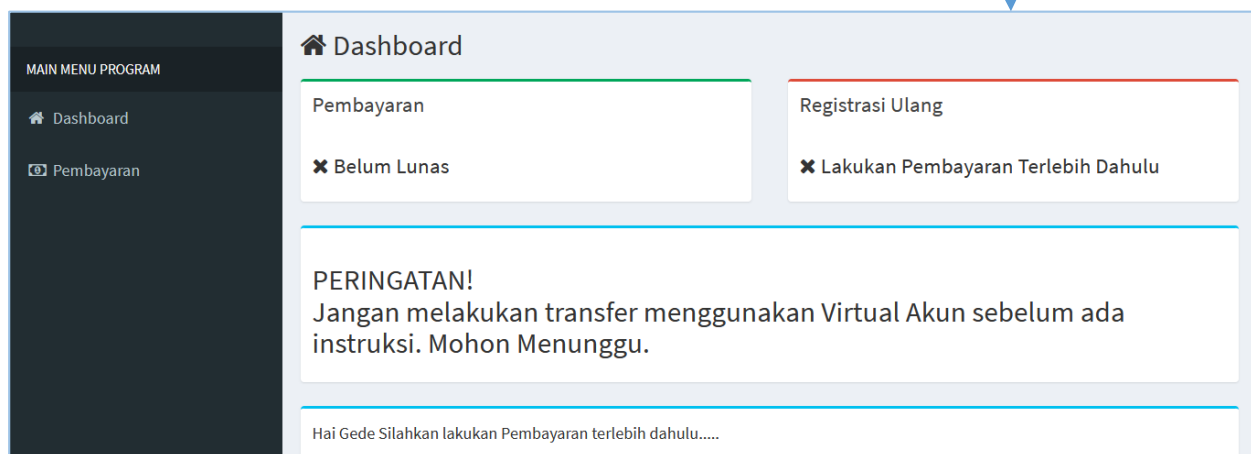 MAIN MENU PROGRAM
Dashboard
Pembayaran
Dashboard
Pembayaran
Belum Lunas
Registrasi Ulang
Lakukan Pembayaran Terlebih Dahulu
PERINGATAN!
Jangan melakukan transfer menggunakan Virtual Akun sebelum ada
instruksi. Mohon Menunggu.
Hai Gede Silahkan lakukan Pembayaran terlebih dahulu.....